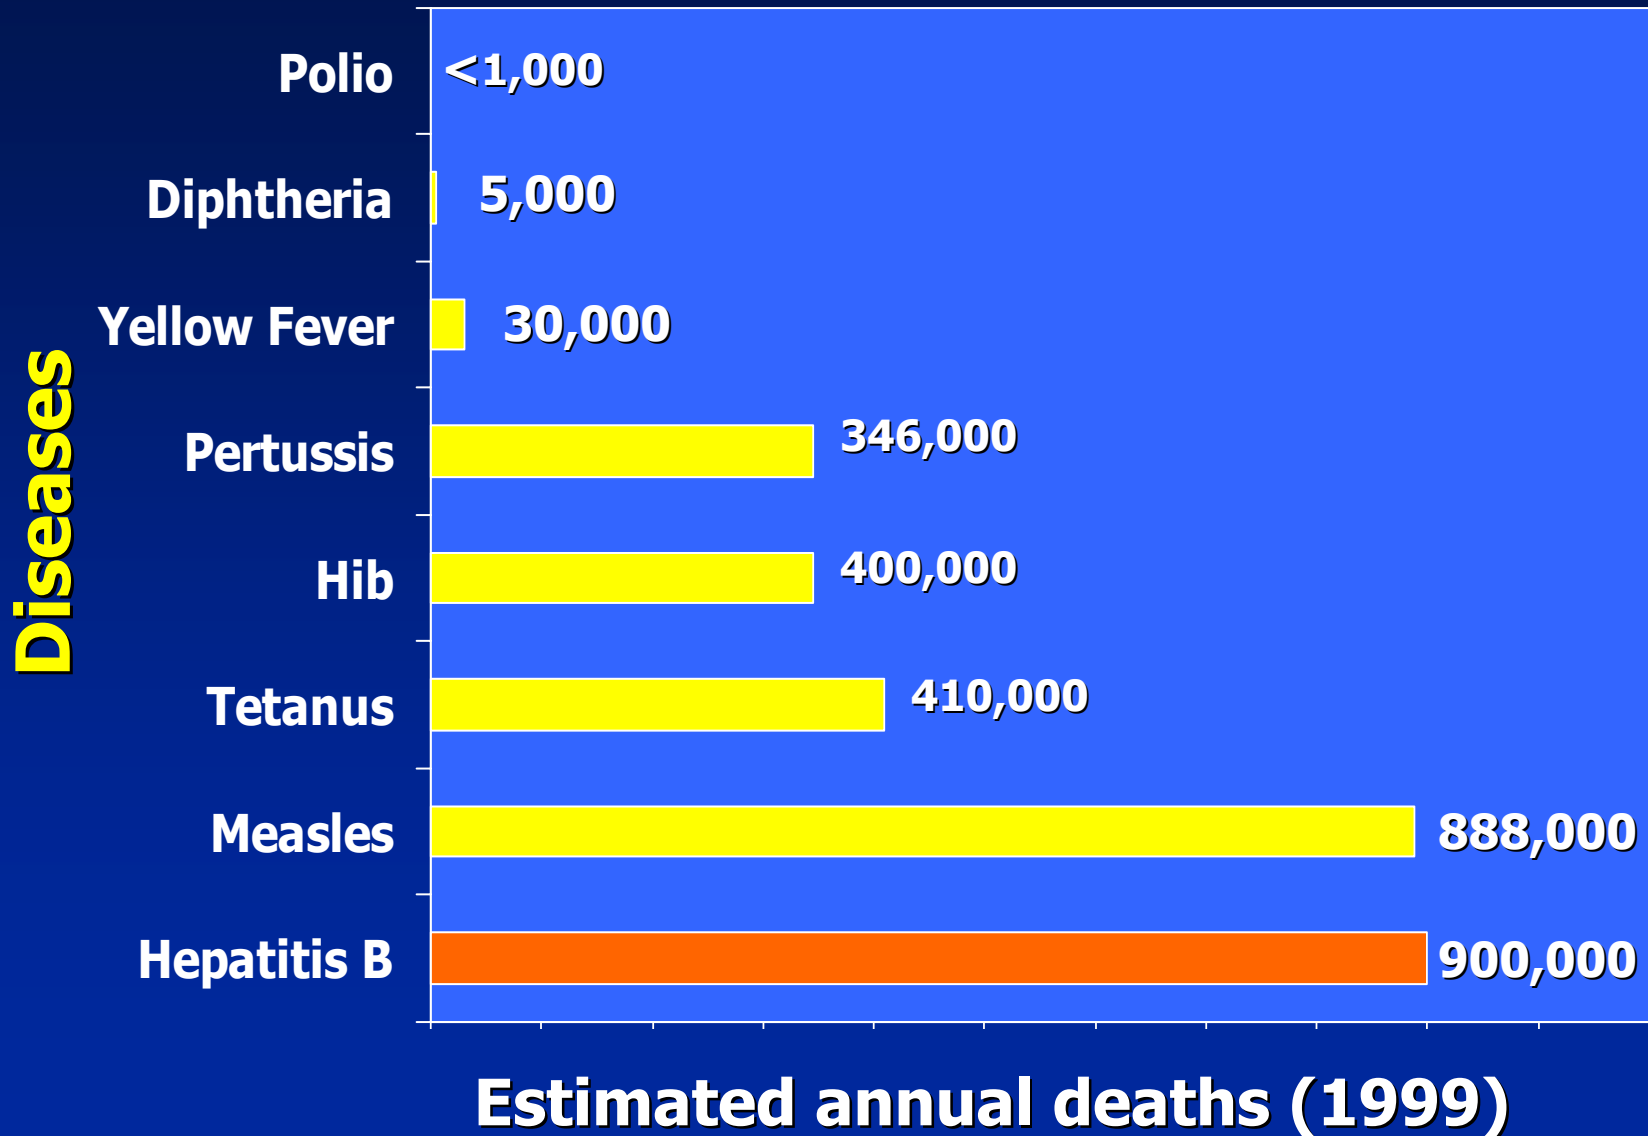 Diseases
Polio <1,000
Diphtheria 5,000
Yellow Fever 30,000
Pertussis 346,000
Hib 400,000
Tetanus 410,000
Measles 888,000
Hepatitis B 900,000
Estimated annual deaths (1999)